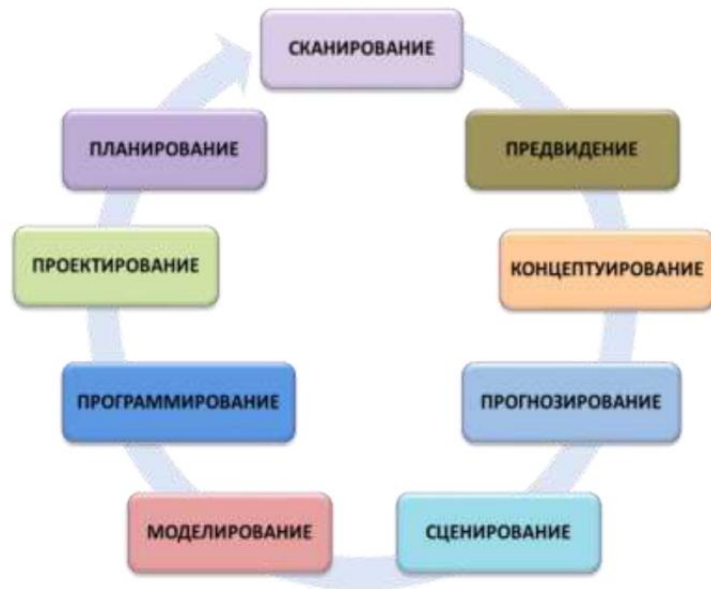 СКАНИРОВАНИЕ
ПРЕДВИДЕНИЕ
КОНЦЕПТУИРОВАНИЕ
ПРОГНОЗИРОВАНИЕ
СЦЕНИРОВАНИЕ
МОДЕЛИРОВАНИЕ
ПРОГРАММИРОВАНИЕ
ПРОЕКТИРОВАНИЕ
ПЛАНИРОВАНИЕ